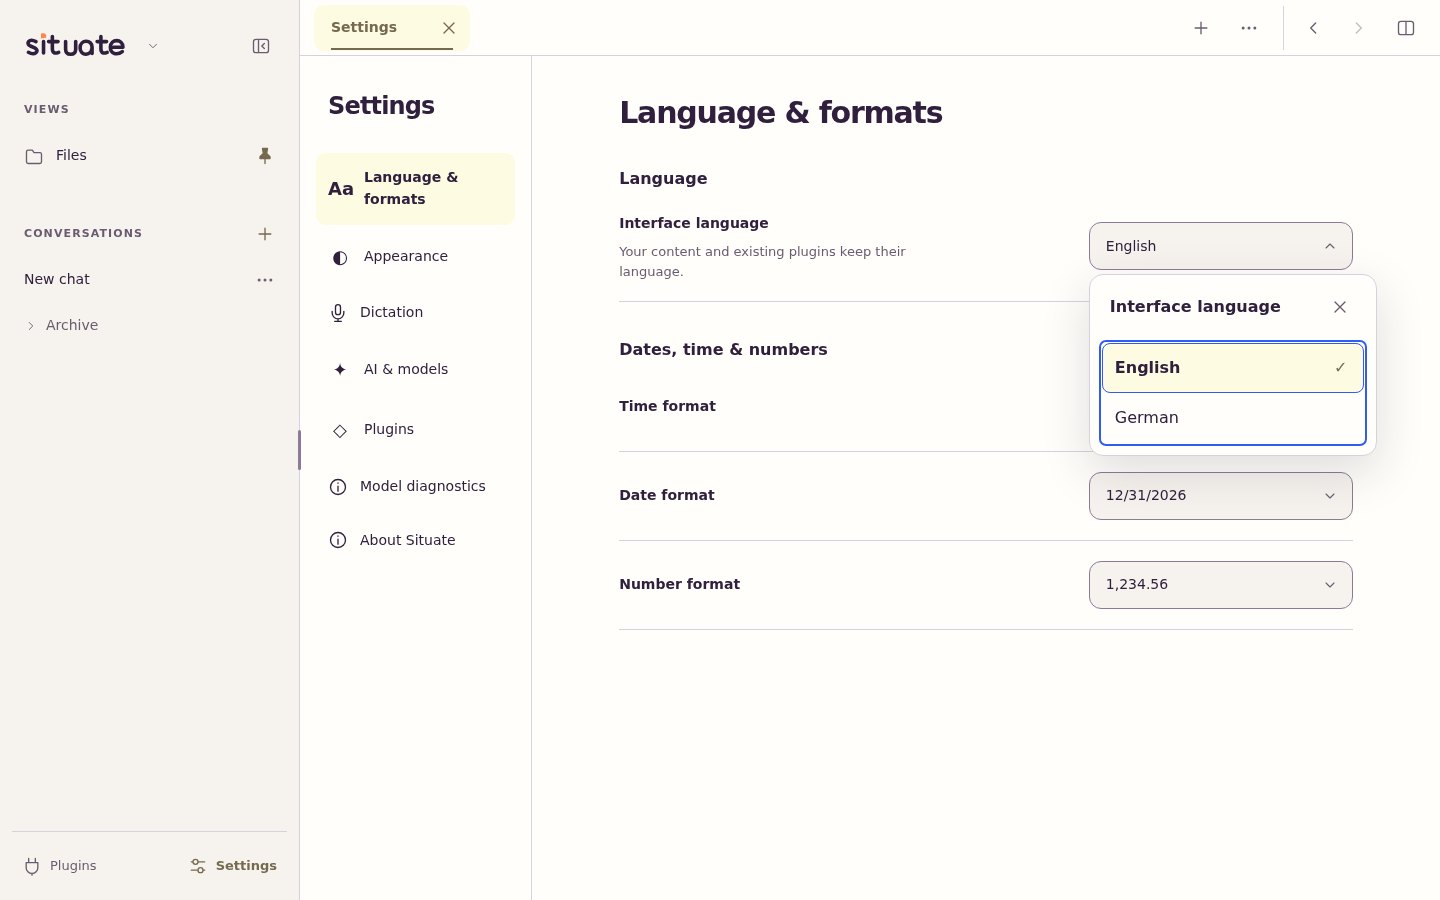 situate
VIEWS
Files
CONVERSATIONS
New chat
Archive
Plugins
Settings
Settings
Settings
Aa
Language &
formats
Appearance
Dictation
AI & models
Plugins
Model diagnostics
About Situate
Language & formats
Language
Interface language
Your content and existing plugins keep their
language.
English
Interface language
English ✓
German
Dates, time & numbers
Time format
Date format
12/31/2026
Number format
1,234.56